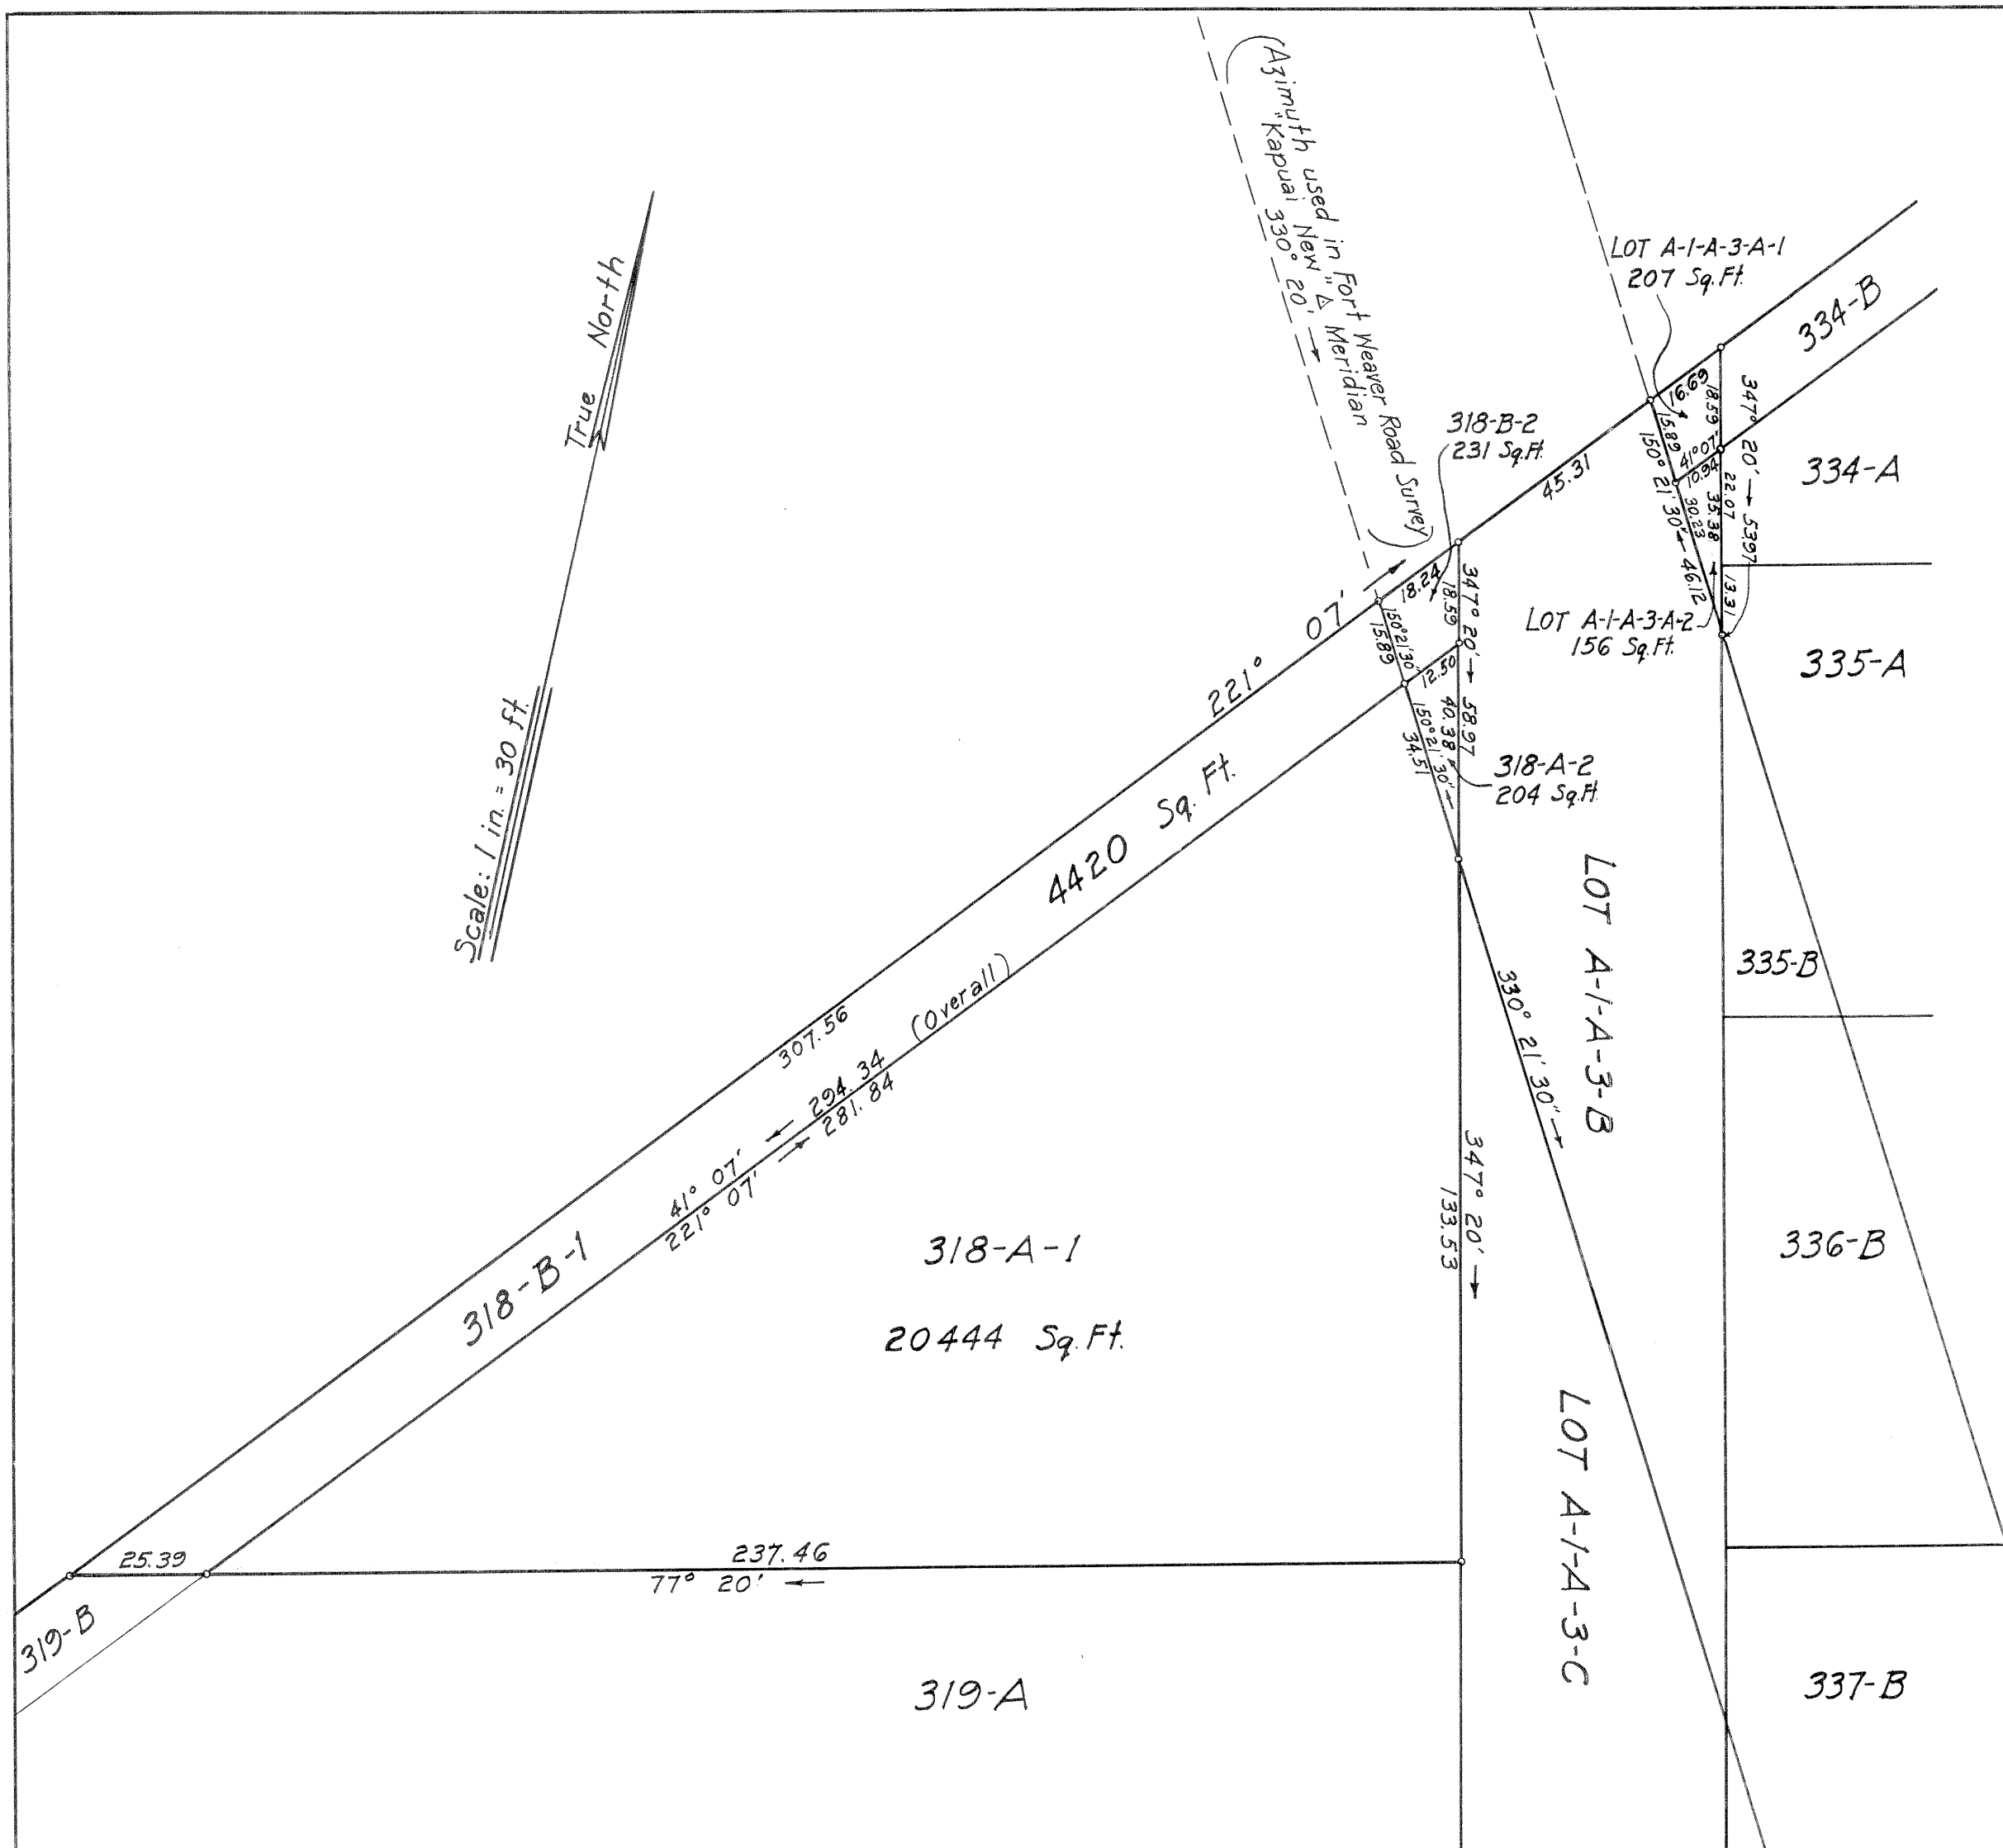 True North
Scale: 1 in. = 30 ft.
(Azimuth used in Fort Weaver Road Survey
"Kapuai New" Δ Meridian
330° 20' →)
LOT A-1-A-3-A-1
207 Sq.Ft.
334-B
16.69
18.59
347° 20' → 53.97
15.89
41° 07'
10.94
150° 21' 30" ← 46.12
30.23
22.07
35.38
13.31
334-A
318-B-2
231 Sq.Ft.
45.31
LOT A-1-A-3-A-2
156 Sq.Ft.
335-A
18.24
18.59
347° 20' → 58.97
150°21'30"
15.89
12.50
40.38
150°21'30" ←
34.51
318-A-2
204 Sq.Ft.
221° 07' →
4420 Sq. Ft.
307.56
(Overall)
41° 07' ← 294.34
221° 07' → 281.84
318-B-1
318-A-1
20444 Sq. Ft.
LOT A-1-A-3-B
335-B
330° 21' 30" →
347° 20' →
133.53
336-B
LOT A-1-A-3-C
25.39
237.46
77° 20' ←
319-B
319-A
337-B